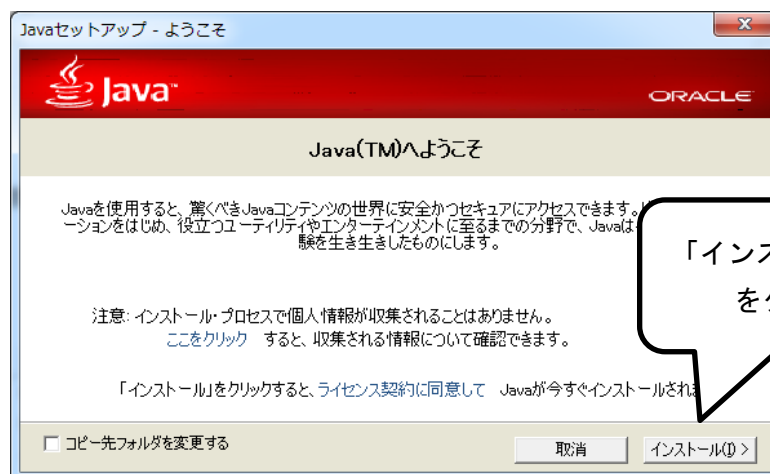 Javaセットアップ - ようこそ
Java™
ORACLE
Java(TM)へようこそ
Javaを使用すると、驚くべきJavaコンテンツの世界に安全かつセキュアにアクセスできます。
ーションをはじめ、役立つユーティリティやエンターテインメントに至るまでの分野で、Javaは
験を生き生きしたものにします。
「インス
を
注意: インストール・プロセスで個人情報が収集されることはありません。
ここをクリック すると、収集される情報について確認できます。
「インストール」をクリックすると、ライセンス契約に同意して Javaが今すぐインストールされ
コピー先フォルダを変更する
取消
インストール(I) >